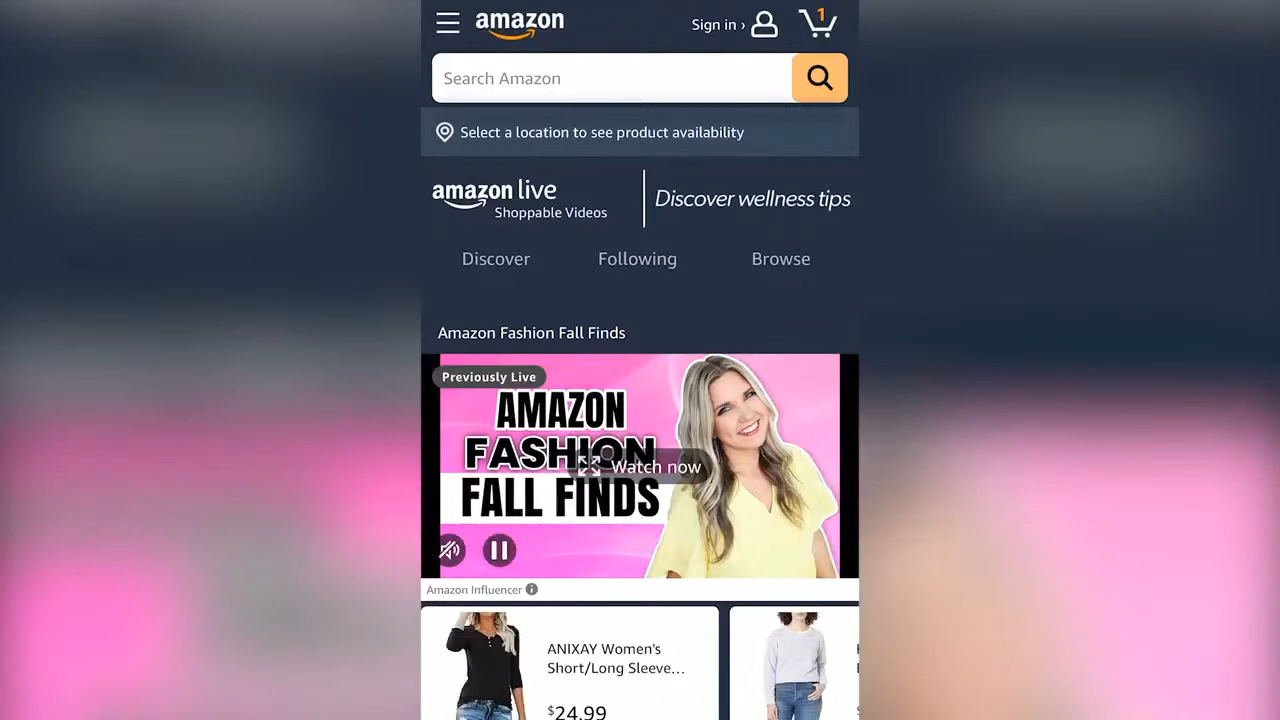 amazon
Sign in ›
1
Search Amazon
Select a location to see product availability
amazon live
Shoppable Videos
Discover wellness tips
Discover
Following
Browse
Amazon Fashion Fall Finds
Previously Live
AMAZON
FASHION
Watch now
FALL FINDS
Amazon Influencer
ANIXAY Women's
Short/Long Sleeve...
$24.99